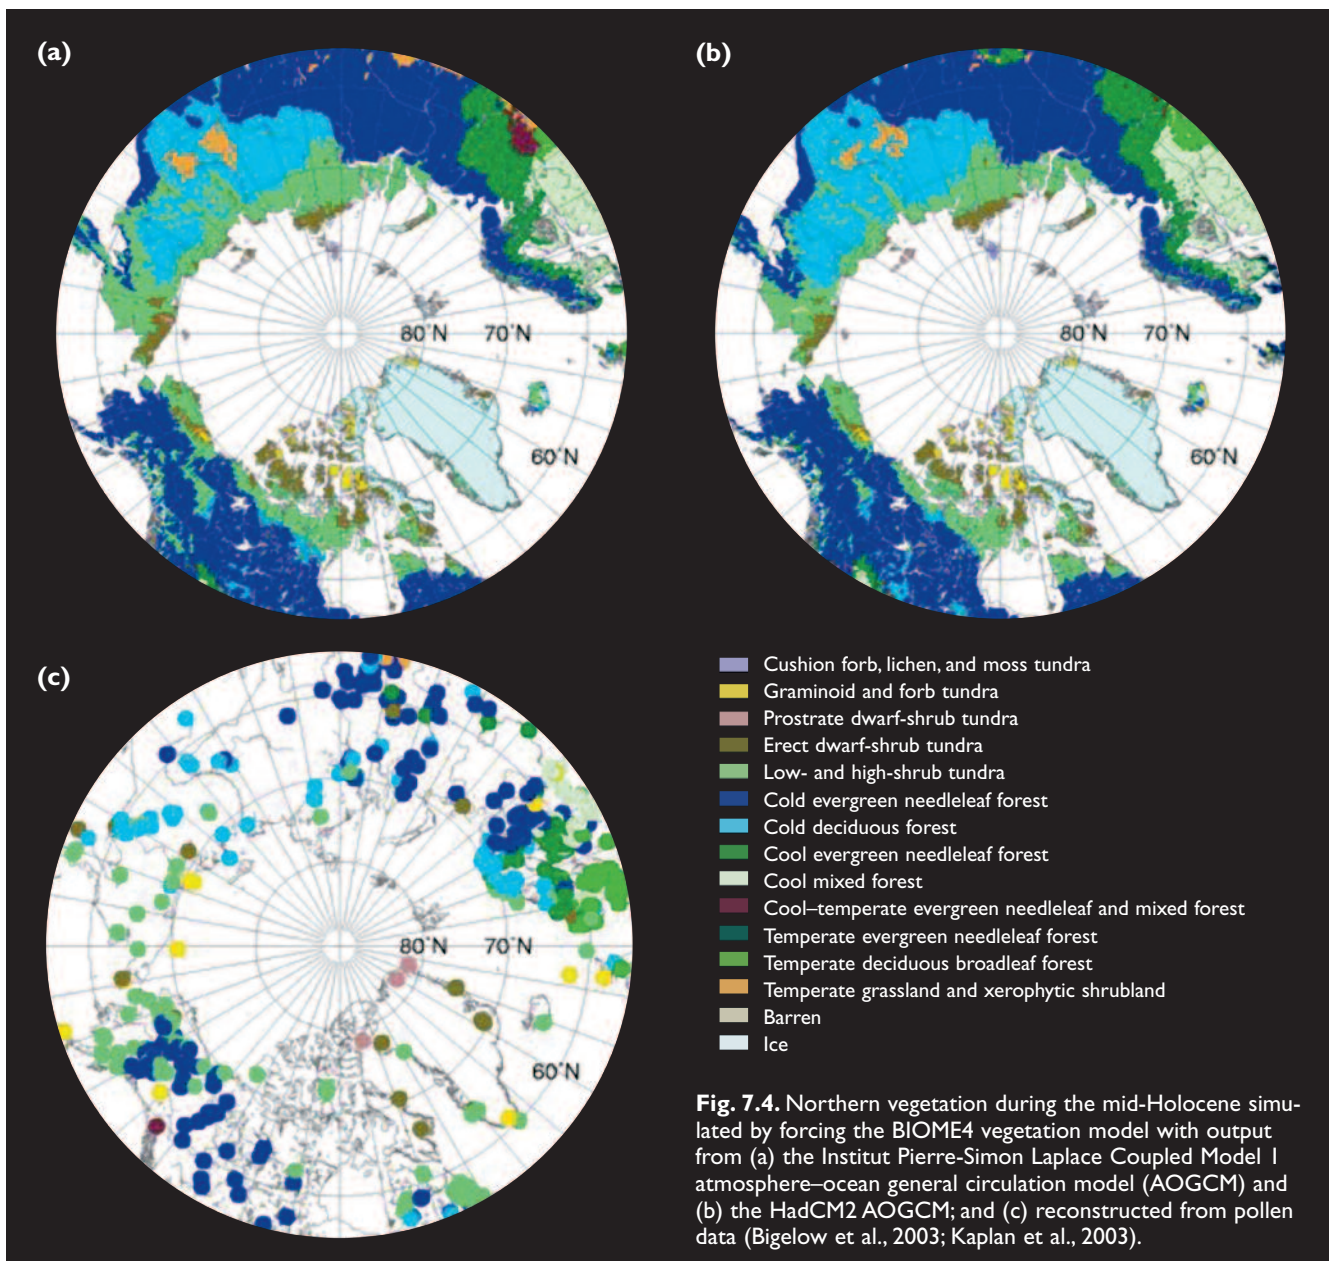 (a)
80˚N 70˚N
60˚N
(b)
80˚N 70˚N
60˚N
(c)
80˚N 70˚N
60˚N
Cushion forb, lichen, and moss tundra
Graminoid and forb tundra
Prostrate dwarf-shrub tundra
Erect dwarf-shrub tundra
Low- and high-shrub tundra
Cold evergreen needleleaf forest
Cold deciduous forest
Cool evergreen needleleaf forest
Cool mixed forest
Cool–temperate evergreen needleleaf and mixed forest
Temperate evergreen needleleaf forest
Temperate deciduous broadleaf forest
Temperate grassland and xerophytic shrubland
Barren
Ice
Fig. 7.4. Northern vegetation during the mid-Holocene simu-
lated by forcing the BIOME4 vegetation model with output
from (a) the Institut Pierre-Simon Laplace Coupled Model 1
atmosphere–ocean general circulation model (AOGCM) and
(b) the HadCM2 AOGCM; and (c) reconstructed from pollen
data (Bigelow et al., 2003; Kaplan et al., 2003).